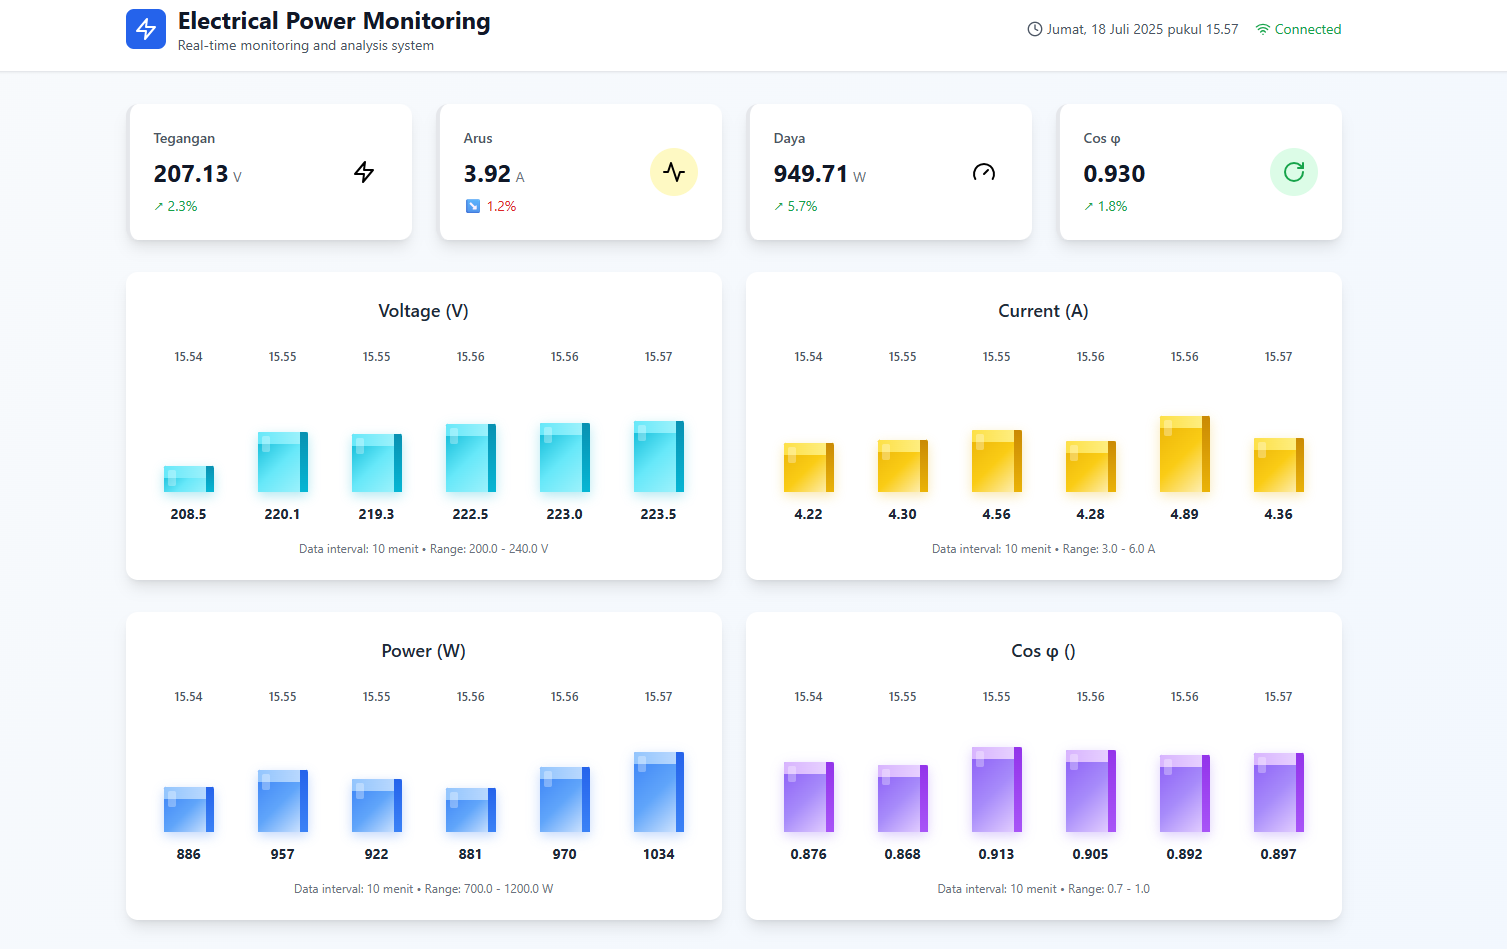 Electrical Power Monitoring
Real-time monitoring and analysis system
Jumat, 18 Juli 2025 pukul 15.57
Connected
Tegangan
207.13 V
↗ 2.3%
Arus
3.92 A
↘ 1.2%
Daya
949.71 W
↗ 5.7%
Cos φ
0.930
↗ 1.8%
Voltage (V)
15.54 15.55 15.55 15.56 15.56 15.57
208.5 220.1 219.3 222.5 223.0 223.5
Data interval: 10 menit • Range: 200.0 - 240.0 V
Current (A)
15.54 15.55 15.55 15.56 15.56 15.57
4.22 4.30 4.56 4.28 4.89 4.36
Data interval: 10 menit • Range: 3.0 - 6.0 A
Power (W)
15.54 15.55 15.55 15.56 15.56 15.57
886 957 922 881 970 1034
Data interval: 10 menit • Range: 700.0 - 1200.0 W
Cos φ ()
15.54 15.55 15.55 15.56 15.56 15.57
0.876 0.868 0.913 0.905 0.892 0.897
Data interval: 10 menit • Range: 0.7 - 1.0